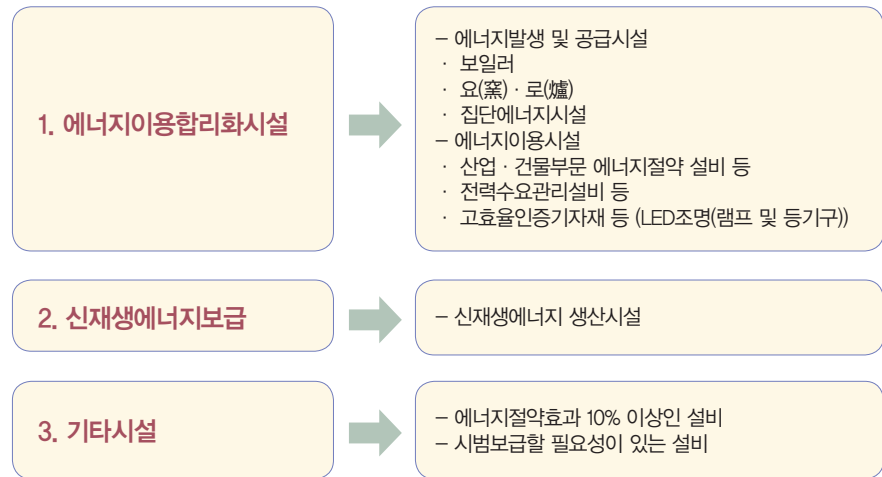 1. 에너지이용합리화시설
– 에너지발생 및 공급시설
· 보일러
· 요(窯) · 로(爐)
· 집단에너지시설
– 에너지이용시설
· 산업 · 건물부문 에너지절약 설비 등
· 전력수요관리설비 등
· 고효율인증기자재 등 (LED조명(램프 및 등기구))
2. 신재생에너지보급
– 신재생에너지 생산시설
3. 기타시설
– 에너지절약효과 10% 이상인 설비
– 시범보급할 필요성이 있는 설비